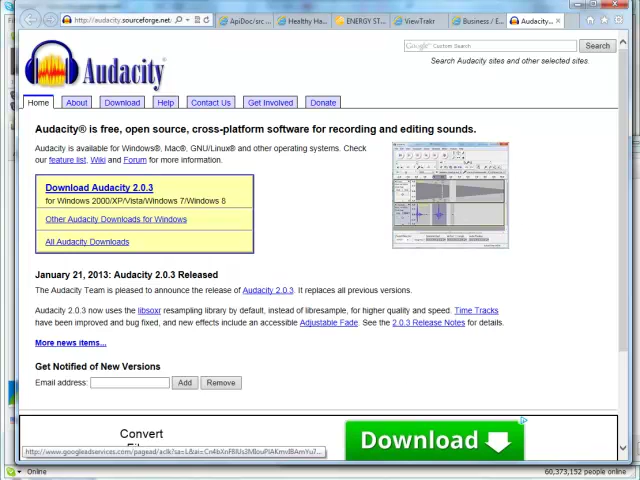 http://audacity.sourceforge.net
ApiDoc/src ...
Healthy Ha...
ENERGY ST...
ViewTrakr
Business / E...
Audacity...
Audacity
Google™ Custom Search
Search
Search Audacity sites and other selected sites.
Home
About
Download
Help
Contact Us
Get Involved
Donate
Audacity® is free, open source, cross-platform software for recording and editing sounds.
Audacity is available for Windows®, Mac®, GNU/Linux® and other operating systems. Check
our feature list, Wiki and Forum for more information.
Download Audacity 2.0.3
for Windows 2000/XP/Vista/Windows 7/Windows 8
Other Audacity Downloads for Windows
All Audacity Downloads
January 21, 2013: Audacity 2.0.3 Released
The Audacity Team is pleased to announce the release of Audacity 2.0.3. It replaces all previous versions.
Audacity 2.0.3 now uses the libsoxr resampling library by default, instead of libresample, for higher quality and speed. Time Tracks
have been improved and bug fixed, and new effects include an accessible Adjustable Fade. See the 2.0.3 Release Notes for details.
More news items...
Get Notified of New Versions
Email address:
Add
Remove
Convert
Download
Online
60,373,152 people online